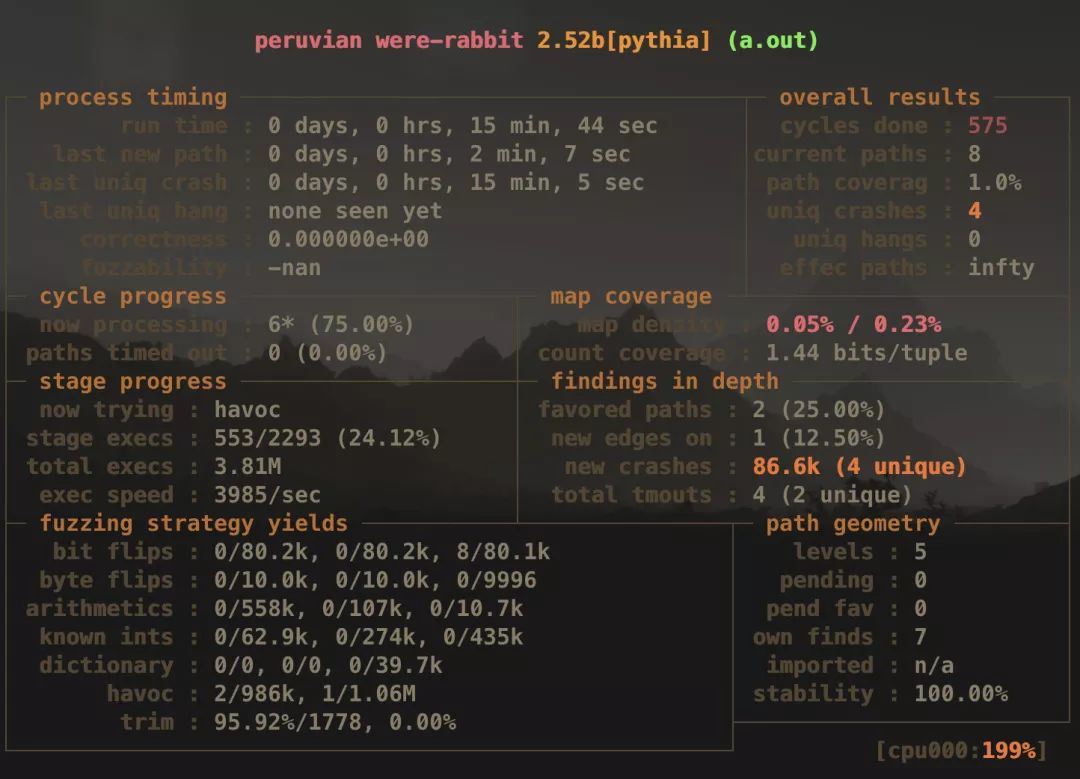 peruvian were-rabbit 2.52b[pythia] (a.out)
process timing overall results
run time : 0 days, 0 hrs, 15 min, 44 sec cycles done : 575
last new path : 0 days, 0 hrs, 2 min, 7 sec current paths : 8
last uniq crash : 0 days, 0 hrs, 15 min, 5 sec path coverag : 1.0%
last uniq hang : none seen yet uniq crashes : 4
correctness : 0.000000e+00 uniq hangs : 0
fuzzability : -nan effec paths : infty
cycle progress map coverage
now processing : 6* (75.00%) map density : 0.05% / 0.23%
paths timed out : 0 (0.00%) count coverage : 1.44 bits/tuple
stage progress findings in depth
now trying : havoc favored paths : 2 (25.00%)
stage execs : 553/2293 (24.12%) new edges on : 1 (12.50%)
total execs : 3.81M new crashes : 86.6k (4 unique)
exec speed : 3985/sec total tmouts : 4 (2 unique)
fuzzing strategy yields path geometry
bit flips : 0/80.2k, 0/80.2k, 8/80.1k levels : 5
byte flips : 0/10.0k, 0/10.0k, 0/9996 pending : 0
arithmetics : 0/558k, 0/107k, 0/10.7k pend fav : 0
known ints : 0/62.9k, 0/274k, 0/435k own finds : 7
dictionary : 0/0, 0/0, 0/39.7k imported : n/a
havoc : 2/986k, 1/1.06M stability : 100.00%
trim : 95.92%/1778, 0.00%
[cpu000:199%]